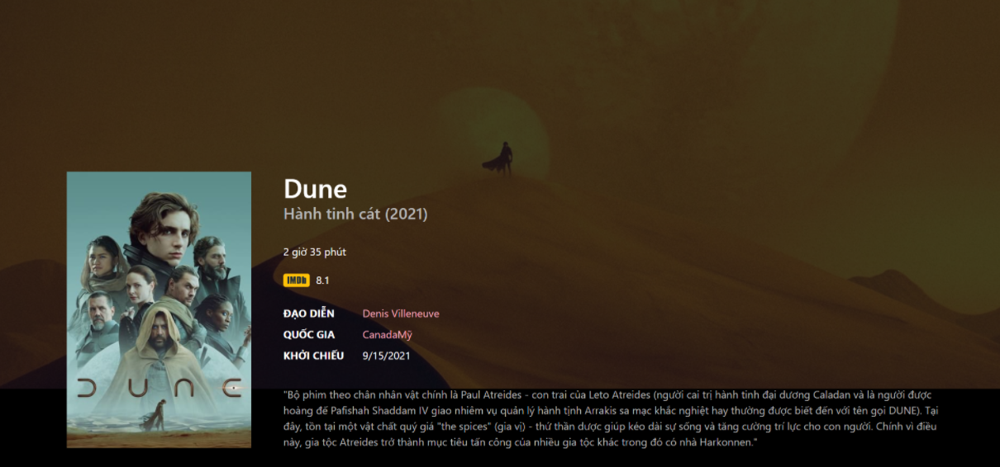 Dune
Hành tinh cát (2021)
2 giờ 35 phút
IMDb 8.1
ĐẠO DIỄN Denis Villeneuve
QUỐC GIA CanadaMỹ
KHỞI CHIẾU 9/15/2021
DUNE
"Bộ phim theo chân nhân vật chính là Paul Atreides - con trai của Leto Atreides (người cai trị hành tinh đại dương Caladan và là người được
hoàng đế Pafishah Shaddam IV giao nhiệm vụ quản lý hành tịnh Arrakis sa mạc khắc nghiệt hay thường được biết đến với tên gọi DUNE). Tại
đây, tồn tại một vật chất quý giá "the spices" (gia vị) - thứ thần dược giúp kéo dài sự sống và tăng cường trí lực cho con người. Chính vì điều
này, gia tộc Atreides trở thành mục tiêu tấn công của nhiều gia tộc khác trong đó có nhà Harkonnen."